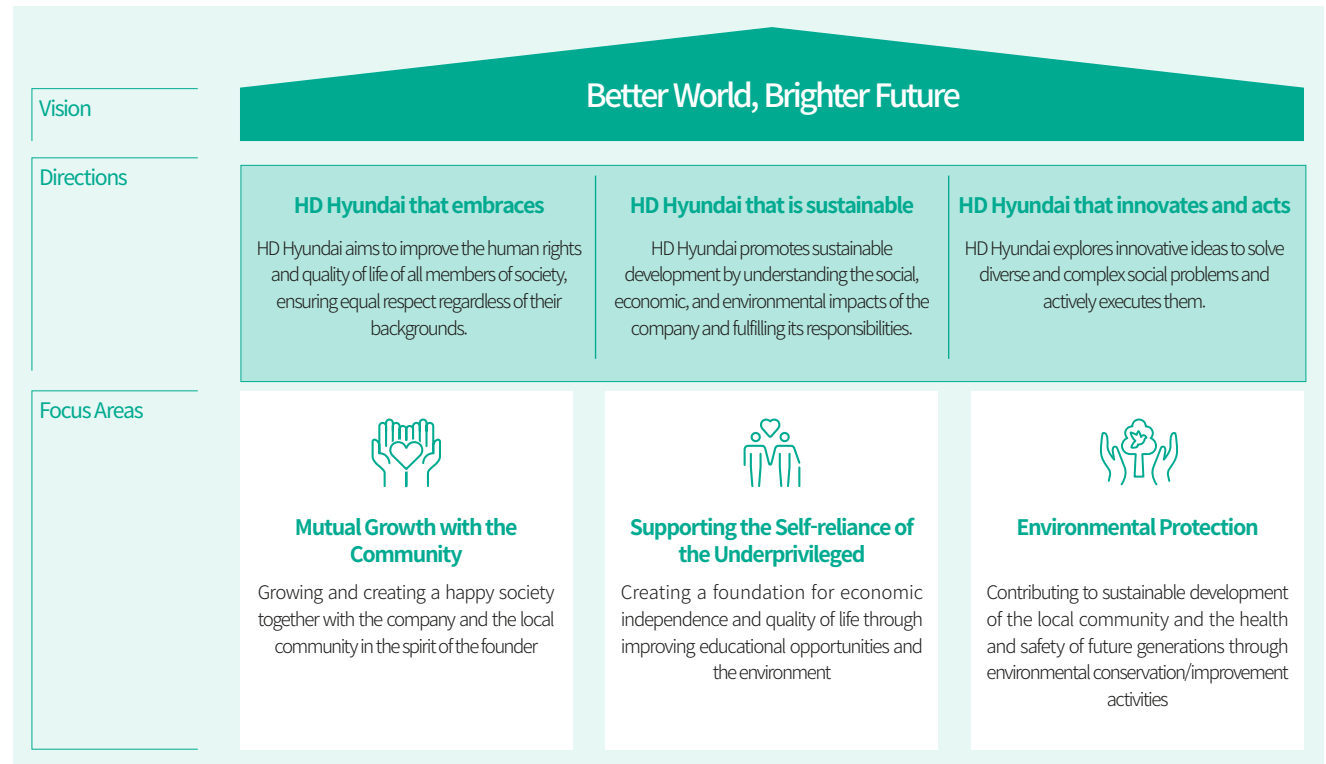 Vision
Better World, Brighter Future
Directions
HD Hyundai that embraces
HD Hyundai aims to improve the human rights
and quality of life of all members of society,
ensuring equal respect regardless of their
backgrounds.
HD Hyundai that is sustainable
HD Hyundai promotes sustainable
development by understanding the social,
economic, and environmental impacts of the
company and fulfilling its responsibilities.
HD Hyundai that innovates and acts
HD Hyundai explores innovative ideas to solve
diverse and complex social problems and
actively executes them.
Focus Areas
Mutual Growth with the
Community
Growing and creating a happy society
together with the company and the local
community in the spirit of the founder
Supporting the Self-reliance of
the Underprivileged
Creating a foundation for economic
independence and quality of life through
improving educational opportunities and
the environment
Environmental Protection
Contributing to sustainable development
of the local community and the health
and safety of future generations through
environmental conservation/improvement
activities